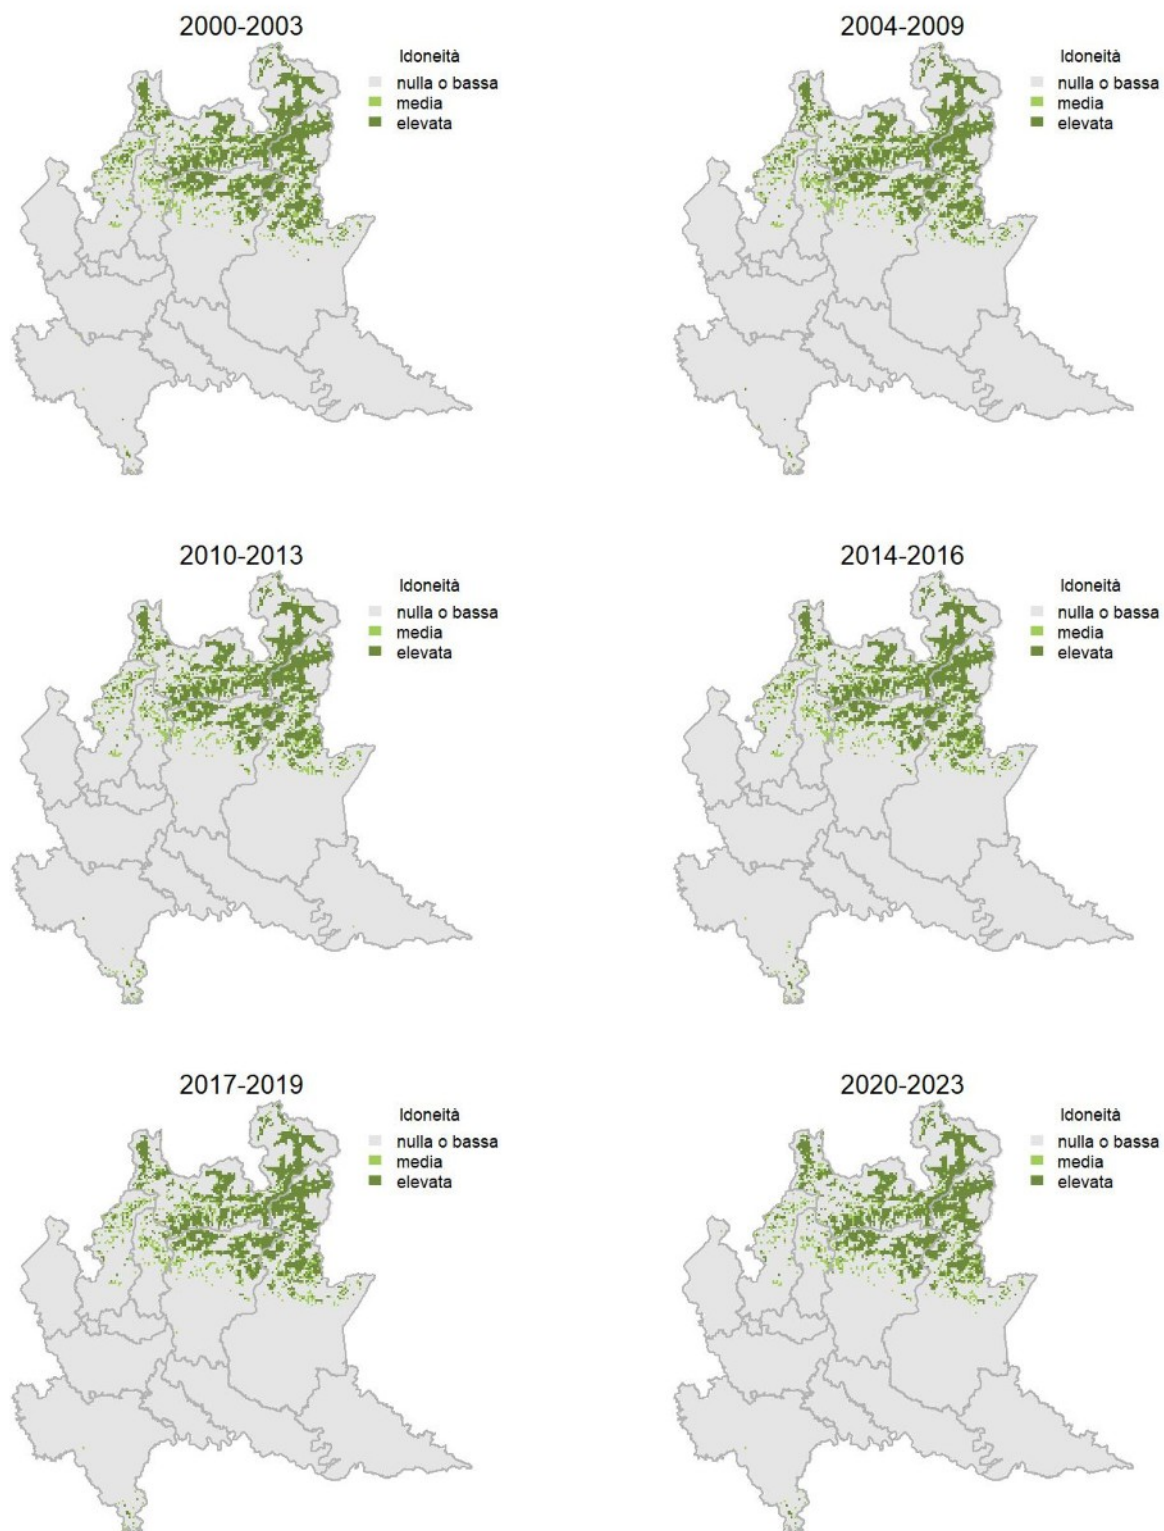 2000-2003
Idoneità
nulla o bassa
media
elevata
2004-2009
Idoneità
nulla o bassa
media
elevata
2010-2013
Idoneità
nulla o bassa
media
elevata
2014-2016
Idoneità
nulla o bassa
media
elevata
2017-2019
Idoneità
nulla o bassa
media
elevata
2020-2023
Idoneità
nulla o bassa
media
elevata